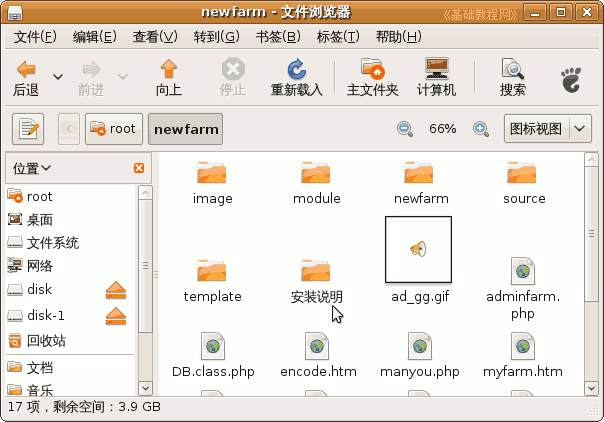 newfarm - 文件浏览器
《基础教程网》
文件(F) 编辑(E) 查看(V) 转到(G) 书签(B) 标签(T) 帮助(H)
后退 前进 向上 停止 重新载入 主文件夹 计算机 搜索
root newfarm 66% 图标视图
位置
root
桌面
文件系统
网络
disk
disk-1
回收站
文档
音乐
image module newfarm source
template 安装说明 ad_gg.gif adminfarm.
php
DB.class.php encode.htm manyou.php myfarm.htm
17 项，剩余空间：3.9 GB